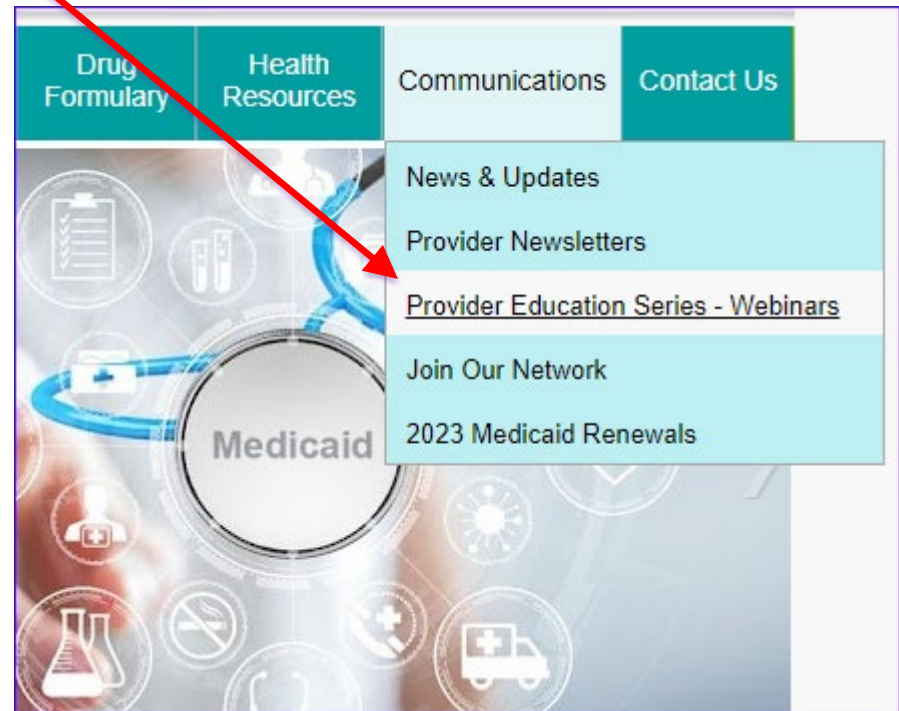 Drug
Formulary
Health
Resources
Communications
Contact Us
News & Updates
Provider Newsletters
Provider Education Series - Webinars
Join Our Network
2023 Medicaid Renewals
Medicaid